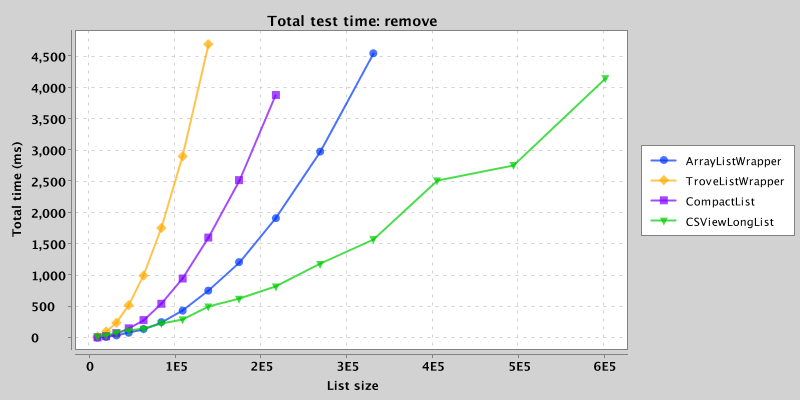 Total test time: remove
Total time (ms)
4,500
4,000
3,500
3,000
2,500
2,000
1,500
1,000
500
0
0 1E5 2E5 3E5 4E5 5E5 6E5
List size
ArrayListWrapper
TroveListWrapper
CompactList
CSViewLongList